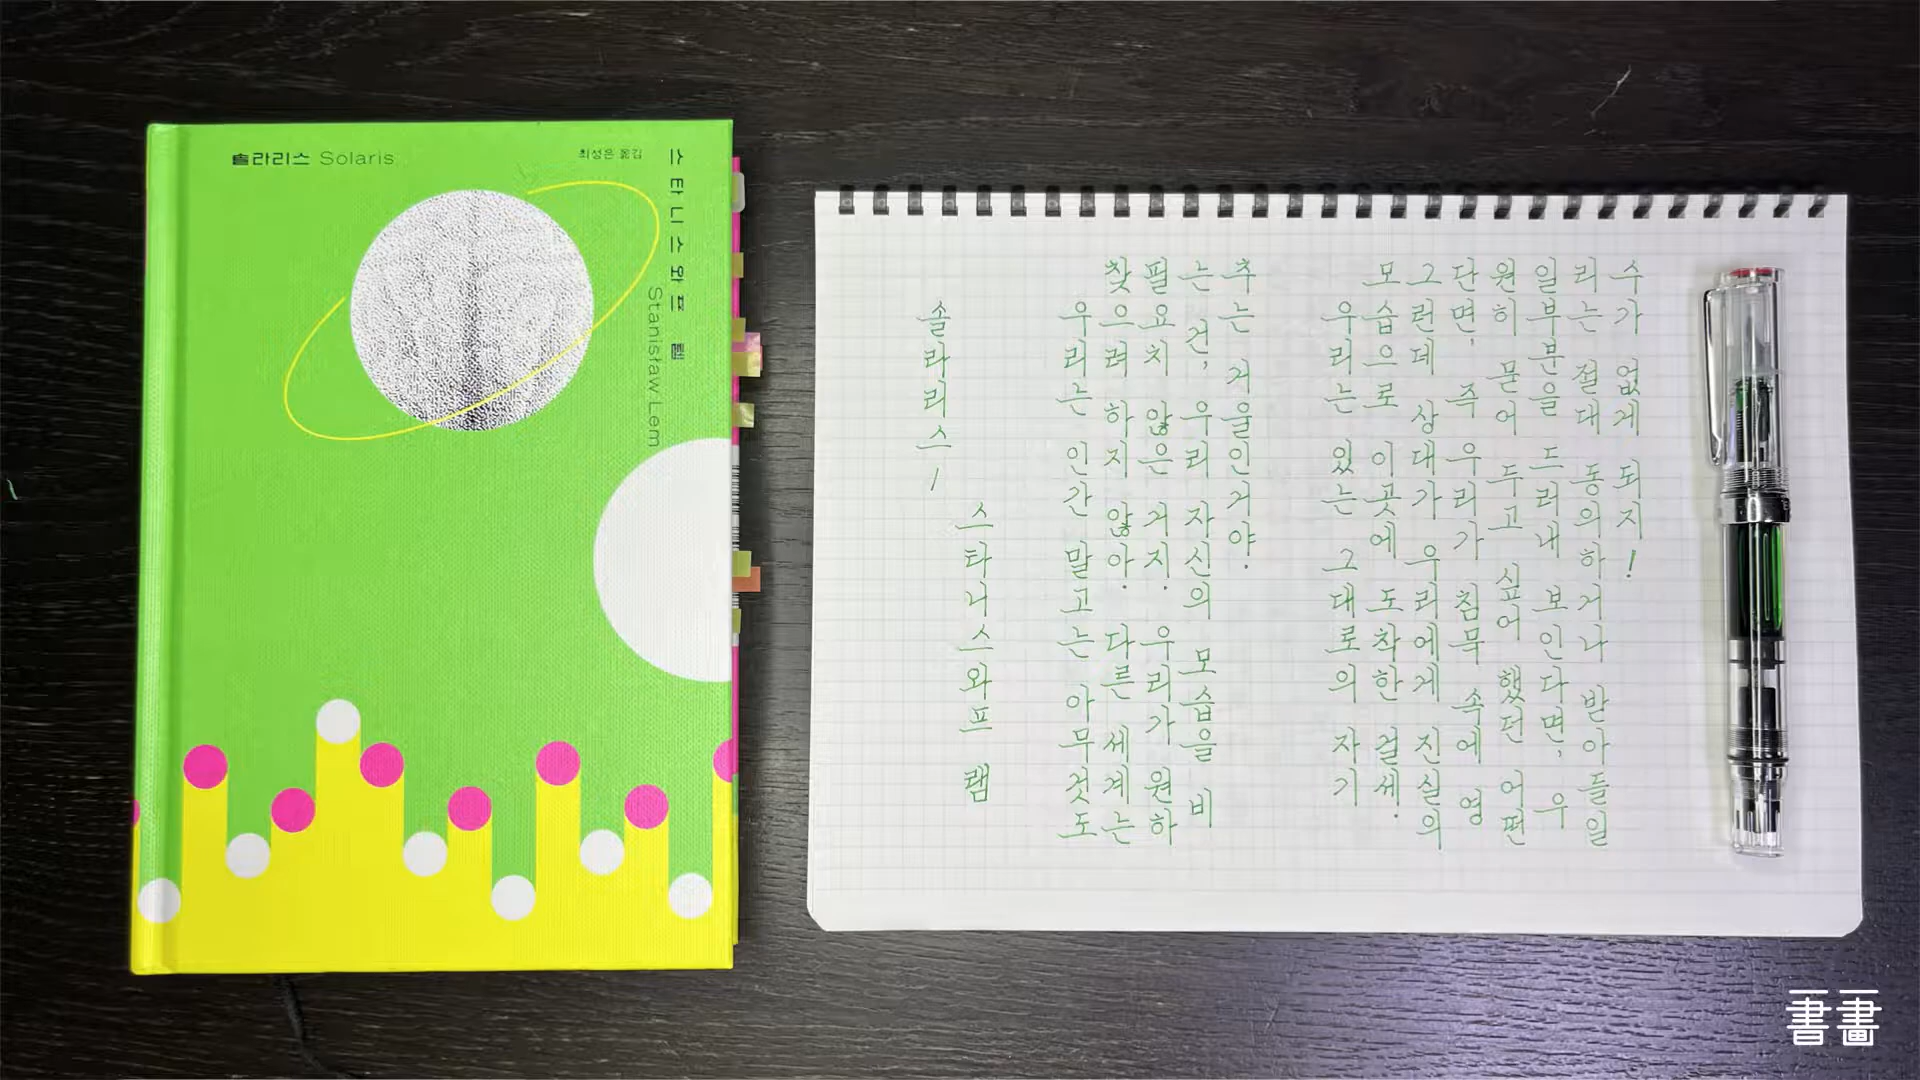 솔라리스 Solaris
최성은 옮김
스타니스와프 렘
Stanisław Lem
솔라리스 /
스타니스와프 램
우리는 인간 말고는 아무것도
찾으려 하지 않아. 다른 세계는
필요치 않은 거지. 우리가 원하
는 건, 우리 자신의 모습을 비
추는 거울인거야.
우리는 있는 그대로의 자기
모습으로 이곳에 도착한 걸세.
그런데 상대가 우리에게 진실의
단면, 즉 우리가 침묵 속에 영
원히 묻어 두고 싶어 했던 어떤
일부분을 드러내 보인다면, 우
리는 절대 동의하거나 받아들일
수가 없게 되지!
書畫